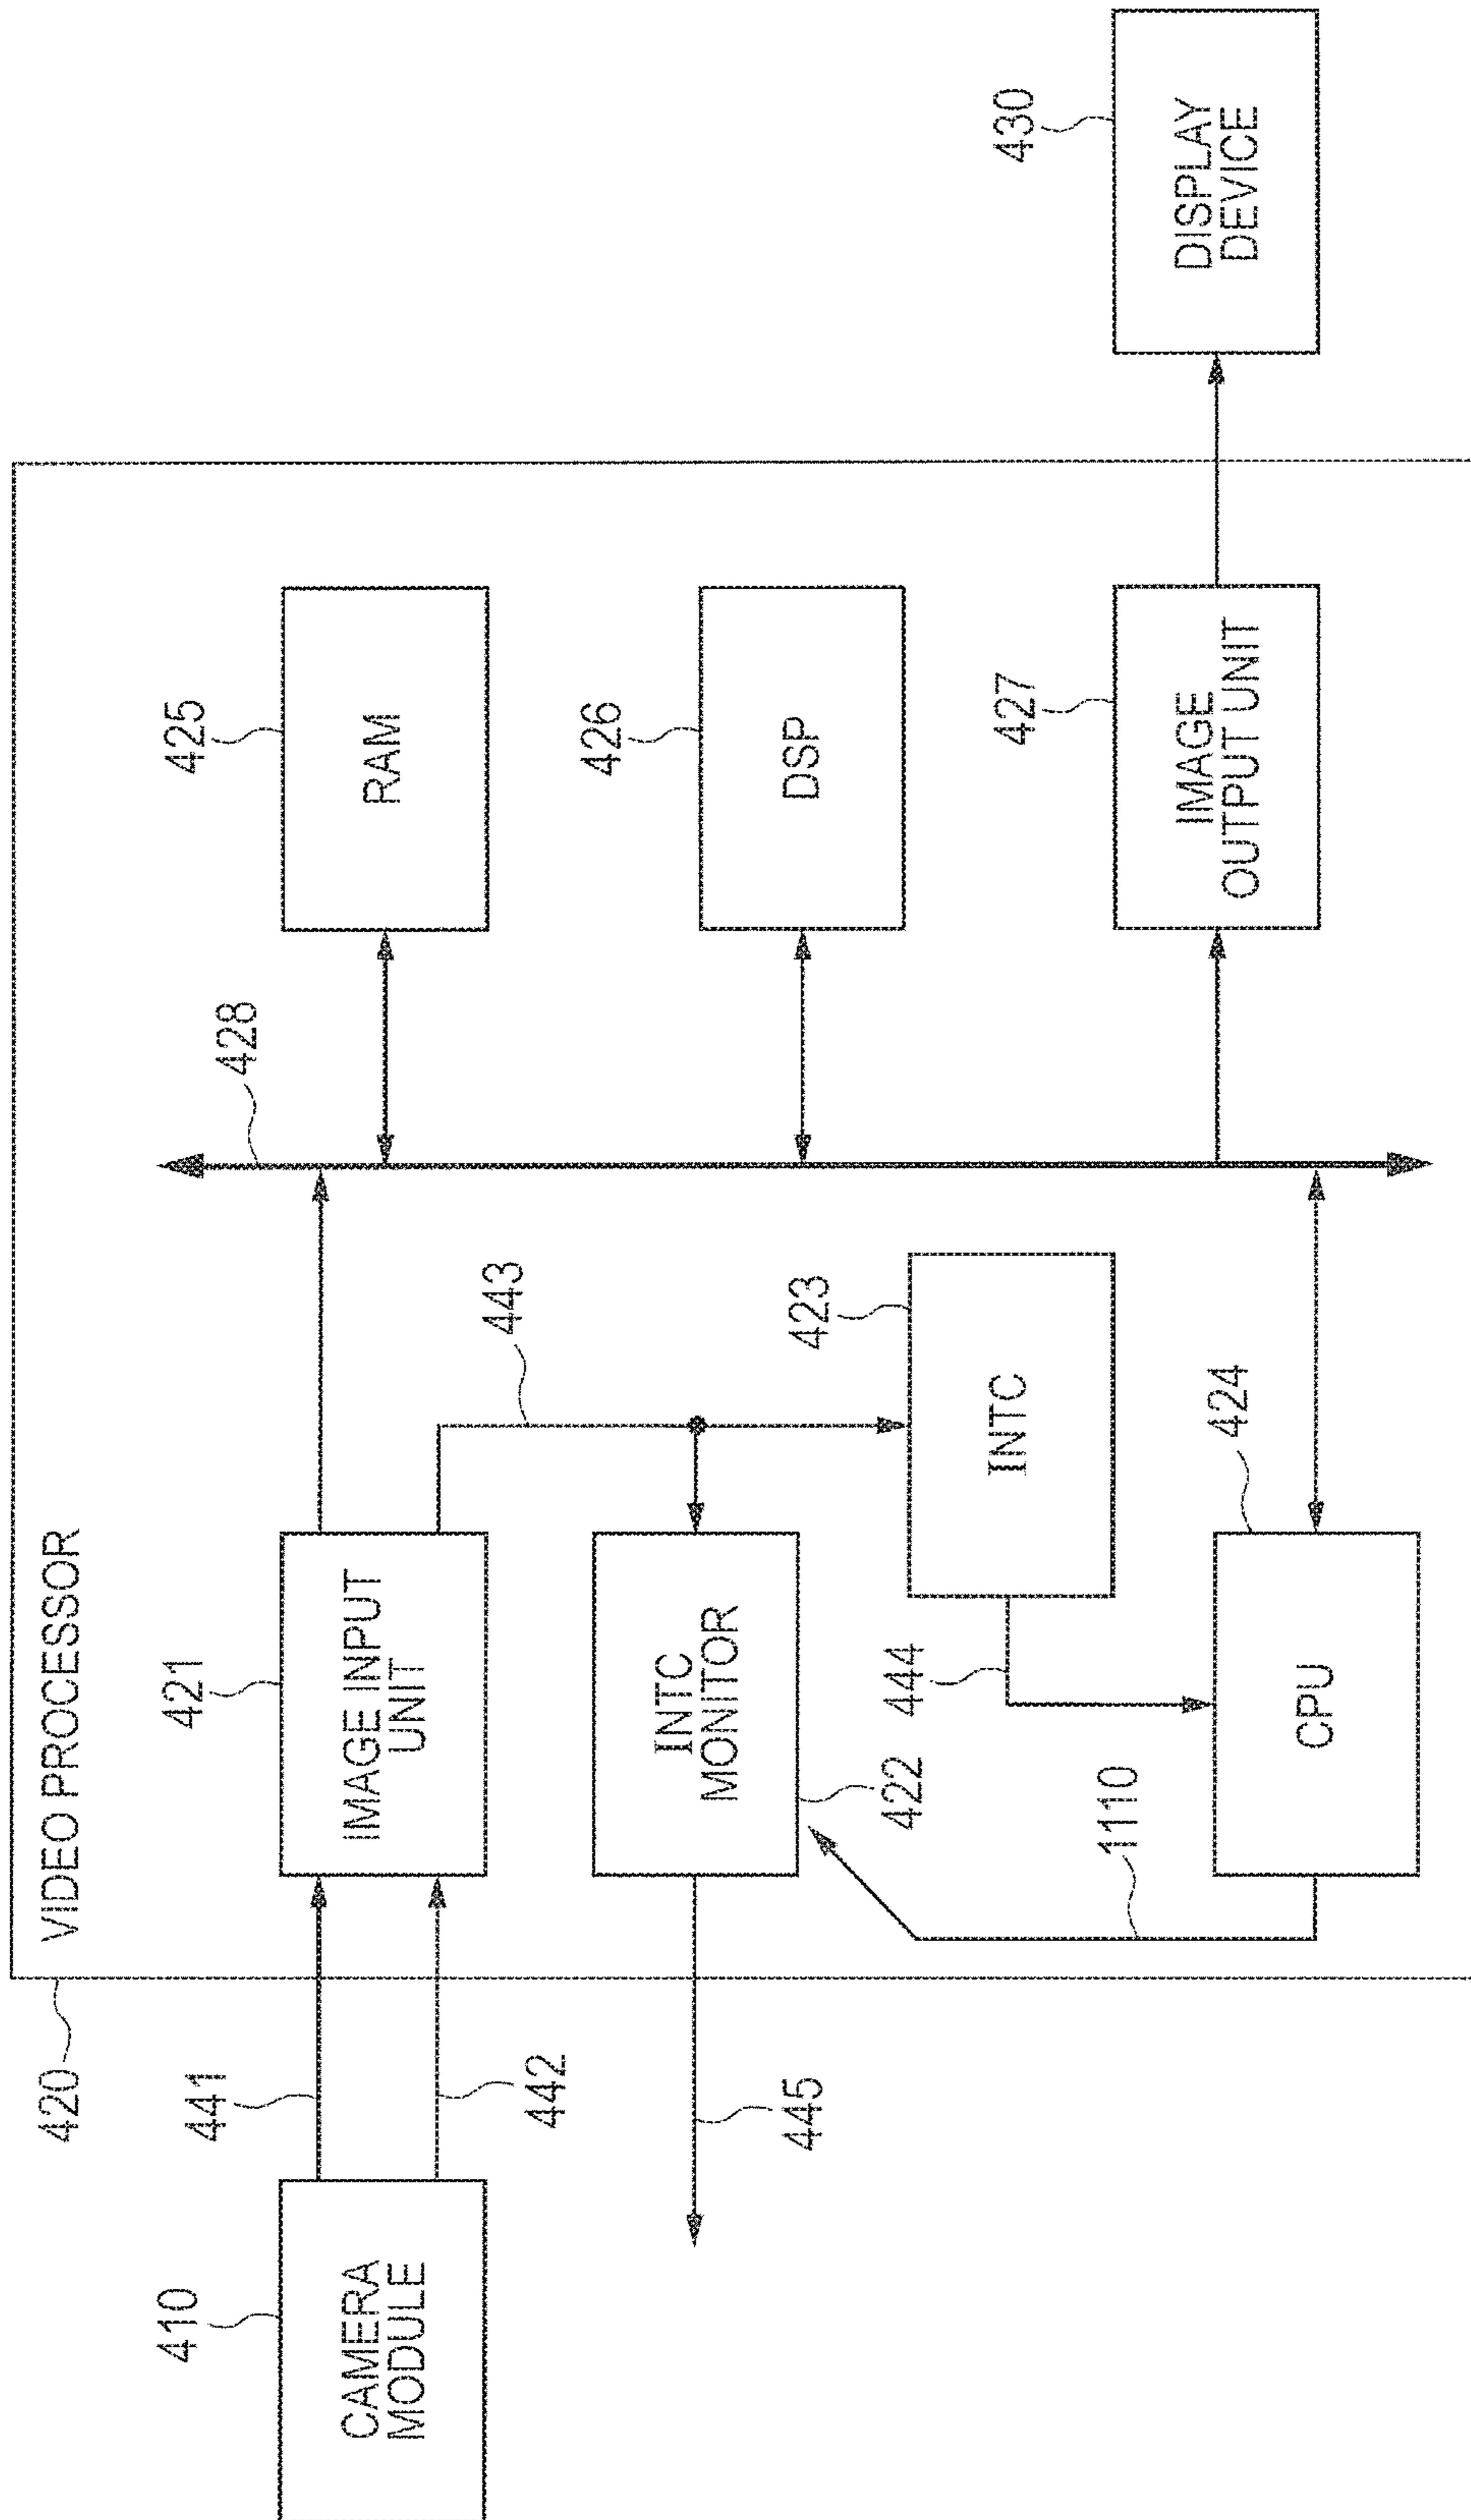 420
VIDEO PROCESSOR
410
CAMERA
MODULE
441
442
421
IMAGE INPUT
UNIT
428
425
RAM
443
445
INTC
MONITOR
422
426
DSP
423
INTC
444
1110
424
CPU
427
IMAGE
OUTPUT UNIT
430
DISPLAY
DEVICE